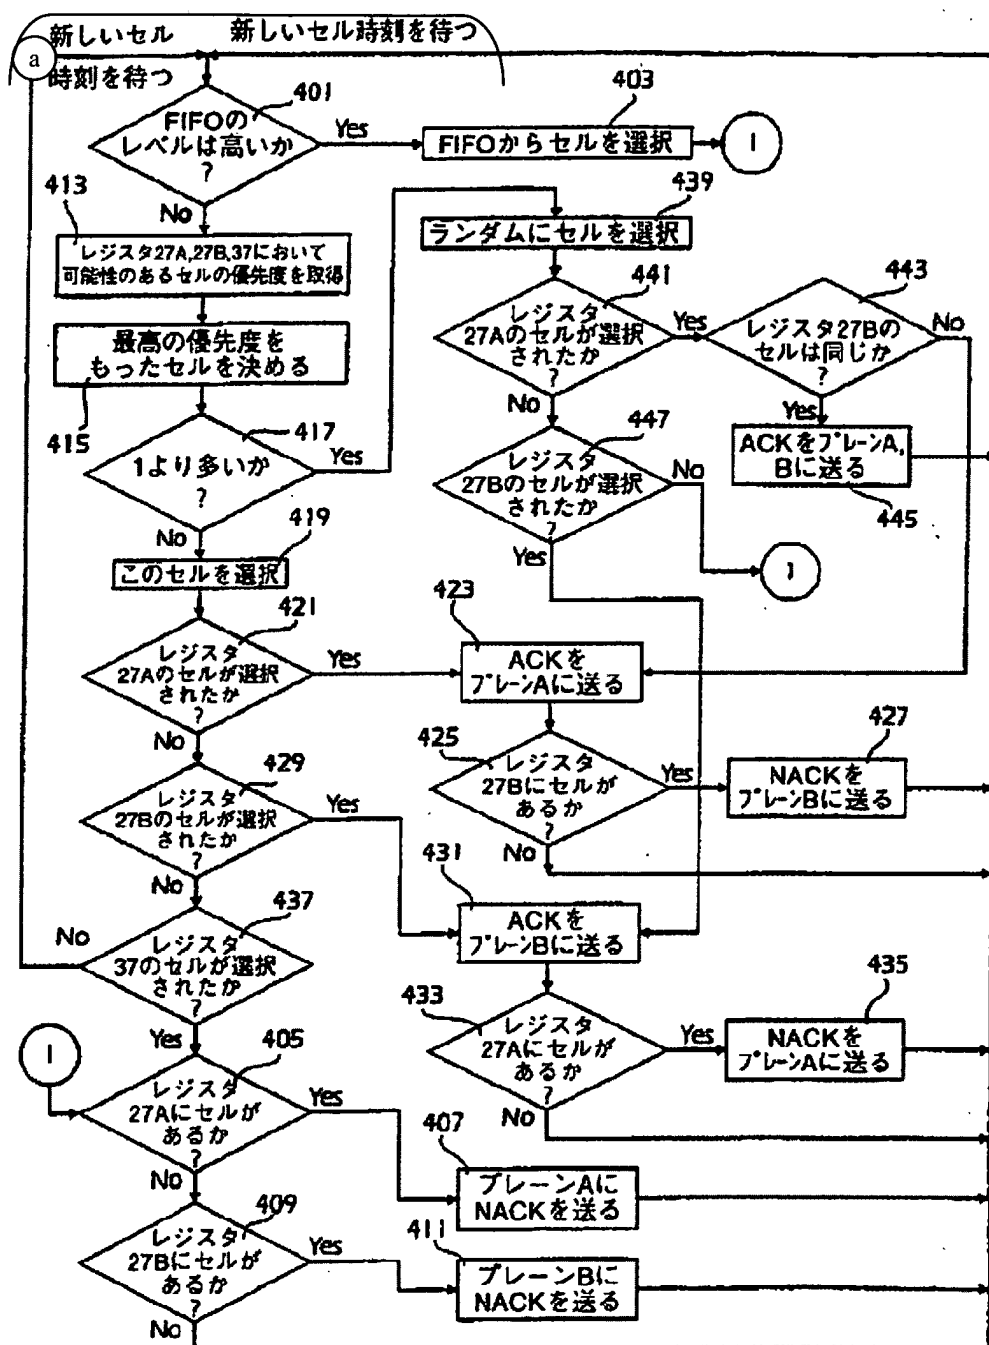 新しいセル
時刻を待つ
a
新しいセル時刻を待つ
401
FIFOの
レベルは高いか
?
Yes
No
403
FIFOからセルを選択
1
413
レジスタ27A,27B,37において
可能性のあるセルの優先度を取得
最高の優先度を
もったセルを決める
415
417
1より多いか
?
Yes
No
439
ランダムにセルを選択
441
レジスタ
27Aのセルが選択
されたか
?
Yes
No
443
レジスタ27Bの
セルは同じか
?
No
Yes
ACKをプレーンA,
Bに送る
445
447
レジスタ
27Bのセルが選択
されたか
?
No
Yes
1
419
このセルを選択
421
レジスタ
27Aのセルが選択
されたか
?
Yes
No
423
ACKを
プレーンAに送る
425
レジスタ
27Bにセルが
あるか
?
Yes
No
427
NACKを
プレーンBに送る
429
レジスタ
27Bのセルが選択
されたか
?
Yes
No
431
ACKを
プレーンBに送る
433
レジスタ
27Aにセルが
あるか
?
Yes
No
435
NACKを
プレーンAに送る
437
レジスタ
37のセルが選択
されたか
?
No
Yes
1
405
レジスタ
27Aにセルが
あるか
?
Yes
No
407
プレーンAに
NACKを送る
409
レジスタ
27Bにセルが
あるか
?
Yes
No
411
プレーンBに
NACKを送る